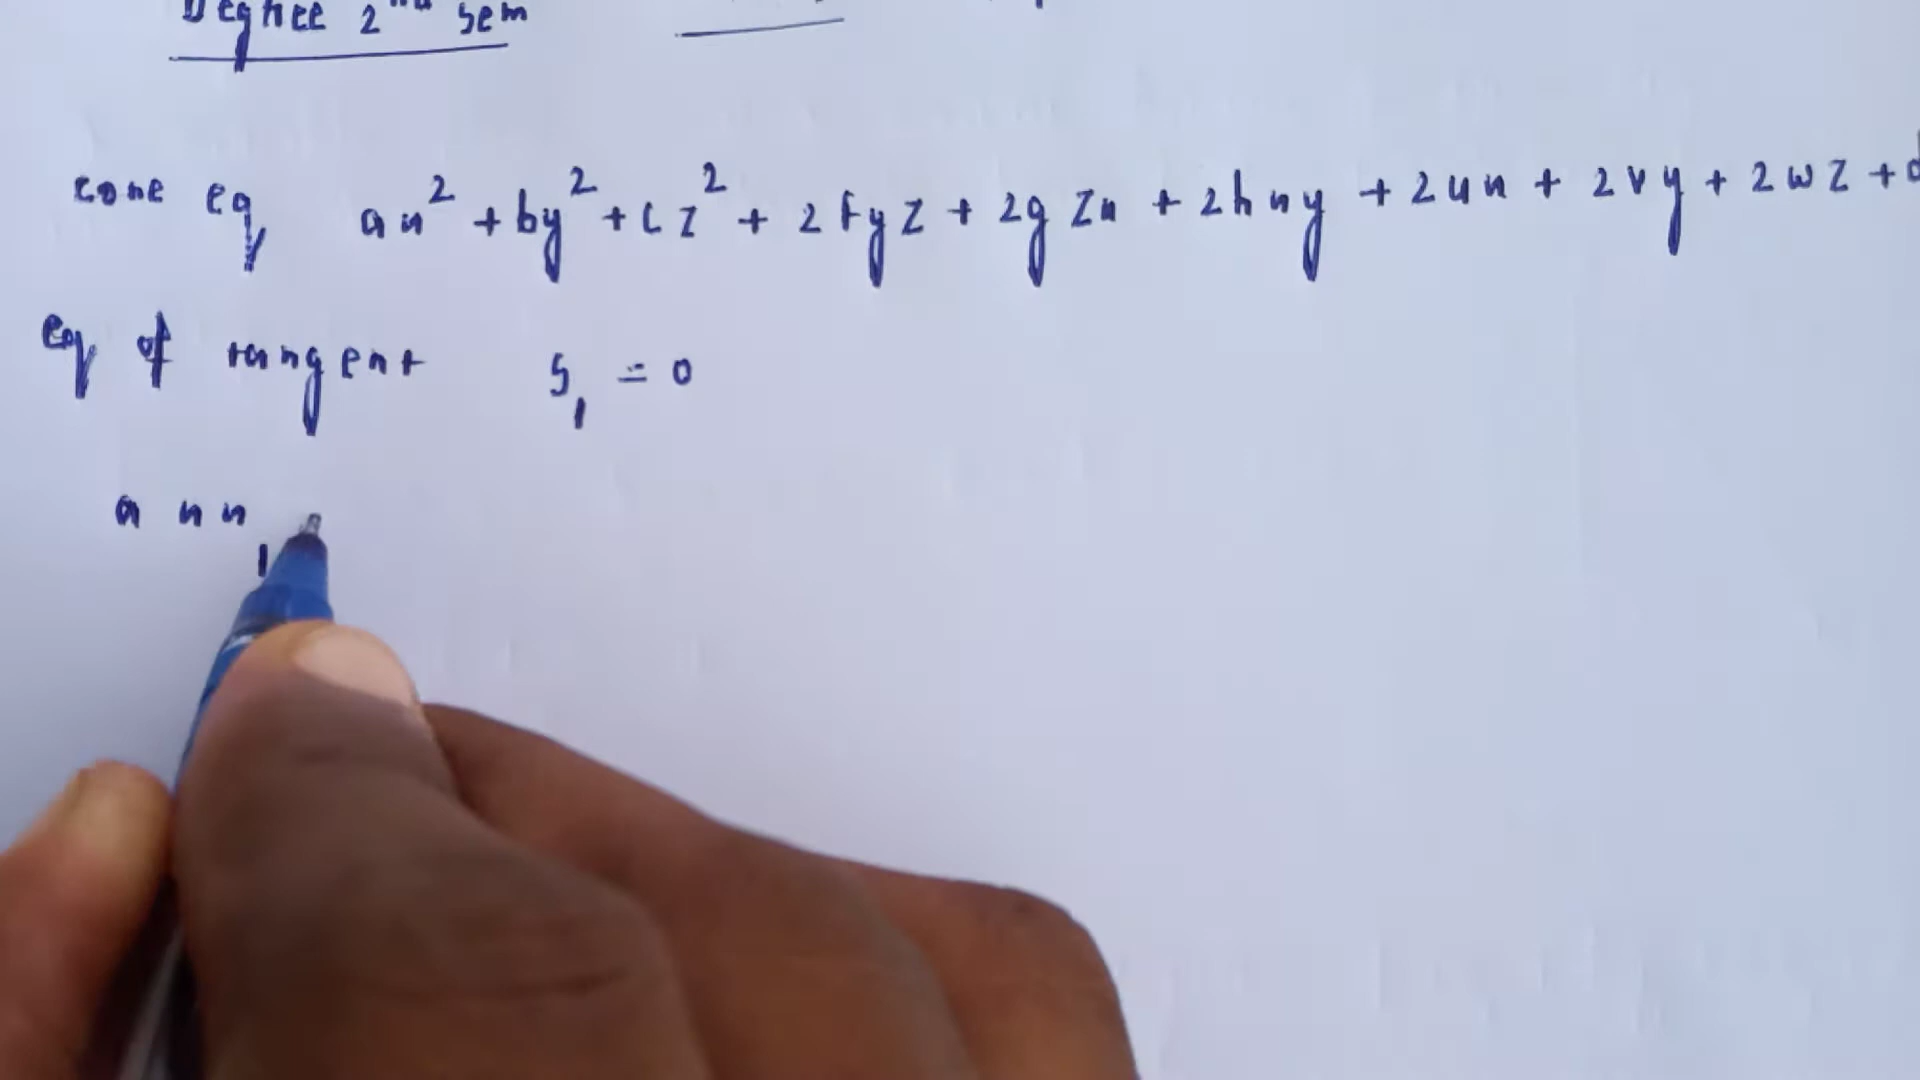 Degree 2nd sem
cone eq ax² + by² + cz² + 2fyz + 2gzx + 2hxy + 2ux + 2vy + 2wz + d
eq of tangent S₁ = 0
a x x₁